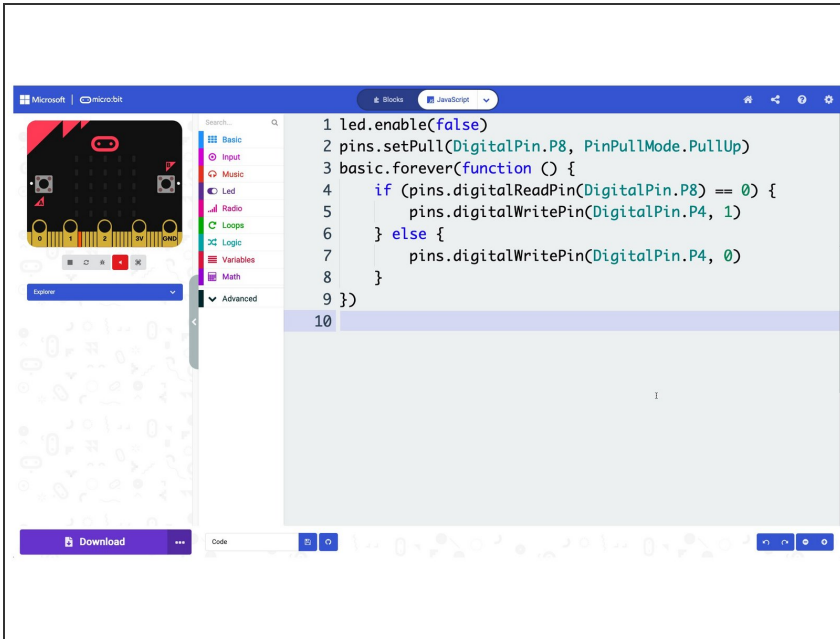 Microsoft | micro:bit
Blocks
JavaScript
0 1 2 3V GND
Explorer
Search...
Basic
Input
Music
Led
Radio
Loops
Logic
Variables
Math
Advanced
1 led.enable(false)
2 pins.setPull(DigitalPin.P8, PinPullMode.PullUp)
3 basic.forever(function () {
4 if (pins.digitalReadPin(DigitalPin.P8) == 0) {
5 pins.digitalWritePin(DigitalPin.P4, 1)
6 } else {
7 pins.digitalWritePin(DigitalPin.P4, 0)
8 }
9 })
10
Download
Code